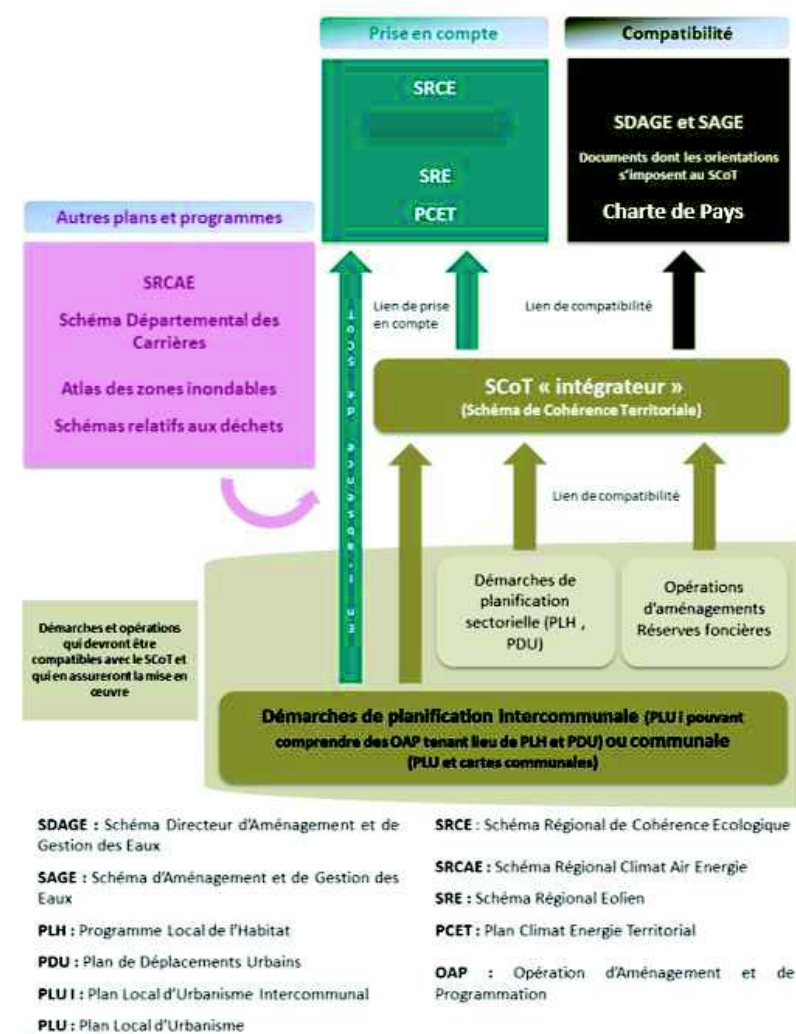 Prise en compte
Compatibilité
SRCE
SRE
PCET
SDAGE et SAGE
Documents dont les orientations
s'imposent au SCoT
Charte de Pays
Autres plans et programmes
SRCAE
Schéma Départemental des
Carrières
Atlas des zones inondables
Schémas relatifs aux déchets
Lien de prise
en compte
Lien de compatibilité
SCoT « intégrateur »
(Schéma de Cohérence Territoriale)
En l'absence de SCoT
Lien de compatibilité
Démarches de
planification
sectorielle (PLH ,
PDU)
Opérations
d'aménagements
Réserves foncières
Démarches et opérations
qui devront être
compatibles avec le SCoT et
qui en assureront la mise en
œuvre
Démarches de planification intercommunale (PLU i pouvant
comprendre des OAP tenant lieu de PLH et PDU) ou communale
(PLU et cartes communales)
SDAGE : Schéma Directeur d'Aménagement et de
Gestion des Eaux
SAGE : Schéma d'Aménagement et de Gestion des
Eaux
PLH : Programme Local de l'Habitat
PDU : Plan de Déplacements Urbains
PLU I : Plan Local d'Urbanisme Intercommunal
PLU : Plan Local d'Urbanisme
SRCE : Schéma Régional de Cohérence Ecologique
SRCAE : Schéma Régional Climat Air Energie
SRE : Schéma Régional Eolien
PCET : Plan Climat Energie Territorial
OAP : Opération d'Aménagement et de
Programmation